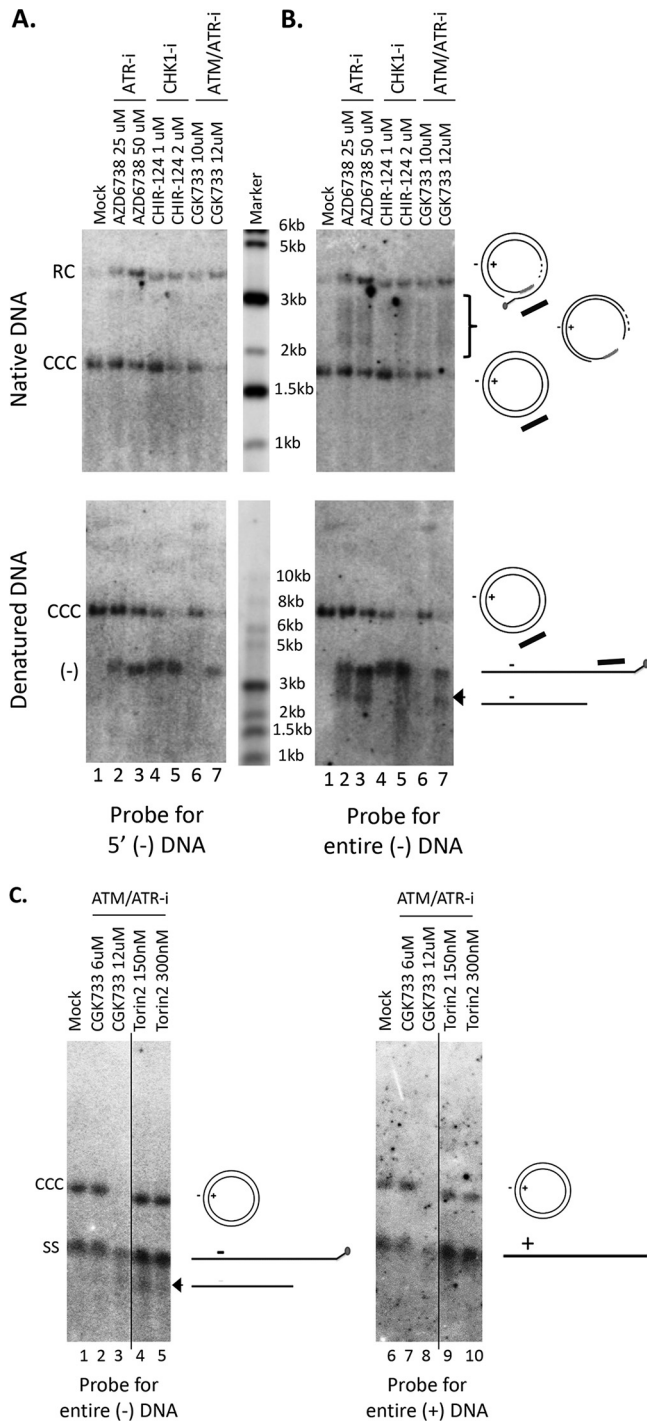 A.
B.
ATR-i
CHK1-i
ATM/ATR-i
ATR-i
CHK1-i
ATM/ATR-i
Mock
AZD6738 25 uM
AZD6738 50 uM
CHIR-124 1 uM
CHIR-124 2 uM
CGK733 10uM
CGK733 12uM
Marker
Mock
AZD6738 25 uM
AZD6738 50 uM
CHIR-124 1 uM
CHIR-124 2 uM
CGK733 10uM
CGK733 12uM
Native DNA
RC
CCC
6kb
5kb
3kb
2kb
1.5kb
1kb
- +
- +
- +
Denatured DNA
CCC
(-)
10kb
8kb
6kb
5kb
3kb
2kb
1.5kb
1kb
- +
-
-
1 2 3 4 5 6 7
1 2 3 4 5 6 7
Probe for
5' (-) DNA
Probe for
entire (-) DNA
C.
ATM/ATR-i
ATM/ATR-i
Mock
CGK733 6uM
CGK733 12uM
Torin2 150nM
Torin2 300nM
Mock
CGK733 6uM
CGK733 12uM
Torin2 150nM
Torin2 300nM
CCC
SS
- +
-
- +
+
1 2 3 4 5
6 7 8 9 10
Probe for
entire (-) DNA
Probe for
entire (+) DNA